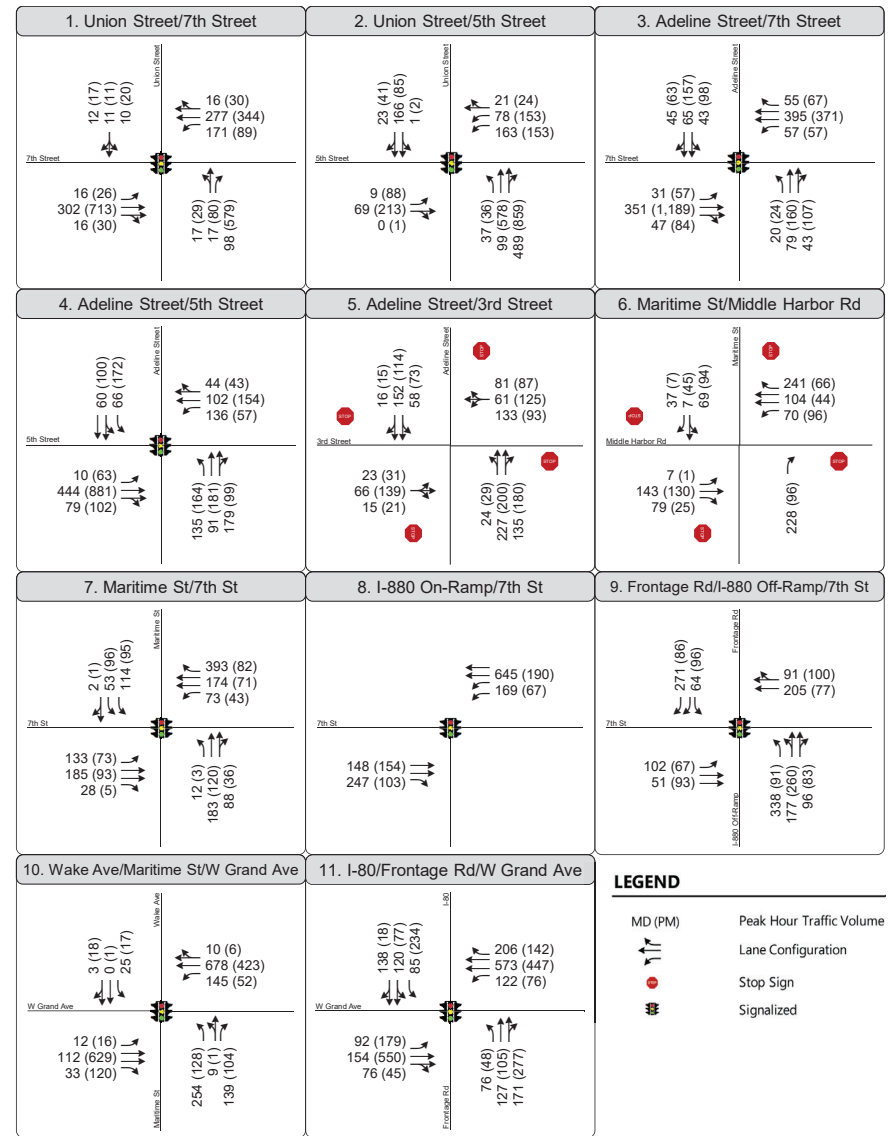 1. Union Street/7th Street
Union Street
12 (17)
11 (11)
10 (20)
16 (30)
277 (344)
171 (89)
7th Street
16 (26)
302 (713)
16 (30)
17 (29)
17 (80)
98 (579)
2. Union Street/5th Street
Union Street
23 (41)
166 (85)
1 (2)
21 (24)
78 (153)
163 (153)
5th Street
9 (88)
69 (213)
0 (1)
37 (36)
99 (578)
489 (859)
3. Adeline Street/7th Street
Adeline Street
45 (63)
65 (157)
43 (98)
55 (67)
395 (371)
57 (57)
7th Street
31 (57)
351 (1,189)
47 (84)
20 (24)
79 (160)
43 (107)
4. Adeline Street/5th Street
Adeline Street
60 (100)
66 (172)
44 (43)
102 (154)
136 (57)
5th Street
10 (63)
444 (881)
79 (102)
135 (164)
91 (181)
179 (99)
5. Adeline Street/3rd Street
Adeline Street
STOP
16 (15)
152 (114)
58 (73)
81 (87)
61 (125)
133 (93)
STOP
3rd Street
STOP
23 (31)
66 (139)
15 (21)
24 (29)
227 (200)
135 (180)
STOP
6. Maritime St/Middle Harbor Rd
Maritime St
STOP
37 (7)
7 (45)
69 (94)
241 (66)
104 (44)
70 (96)
STOP
Middle Harbor Rd
STOP
7 (1)
143 (130)
79 (25)
228 (96)
STOP
7. Maritime St/7th St
Maritime St
2 (1)
53 (96)
114 (95)
393 (82)
174 (71)
73 (43)
7th St
133 (73)
185 (93)
28 (5)
12 (3)
183 (120)
88 (36)
8. I-880 On-Ramp/7th St
645 (190)
169 (67)
7th St
148 (154)
247 (103)
9. Frontage Rd/I-880 Off-Ramp/7th St
Frontage Rd
271 (86)
64 (96)
91 (100)
205 (77)
7th St
102 (67)
51 (93)
338 (91)
177 (260)
96 (83)
I-880 Off-Ramp
10. Wake Ave/Maritime St/W Grand Ave
Wake Ave
3 (18)
0 (1)
25 (17)
10 (6)
678 (423)
145 (52)
W Grand Ave
12 (16)
112 (629)
33 (120)
254 (128)
9 (1)
139 (104)
Maritime St
11. I-80/Frontage Rd/W Grand Ave
I-80
138 (18)
120 (77)
85 (234)
206 (142)
573 (447)
122 (76)
W Grand Ave
92 (179)
154 (550)
76 (45)
76 (48)
127 (105)
171 (277)
Frontage Rd
LEGEND
MD (PM) Peak Hour Traffic Volume
Lane Configuration
STOP Stop Sign
Signalized